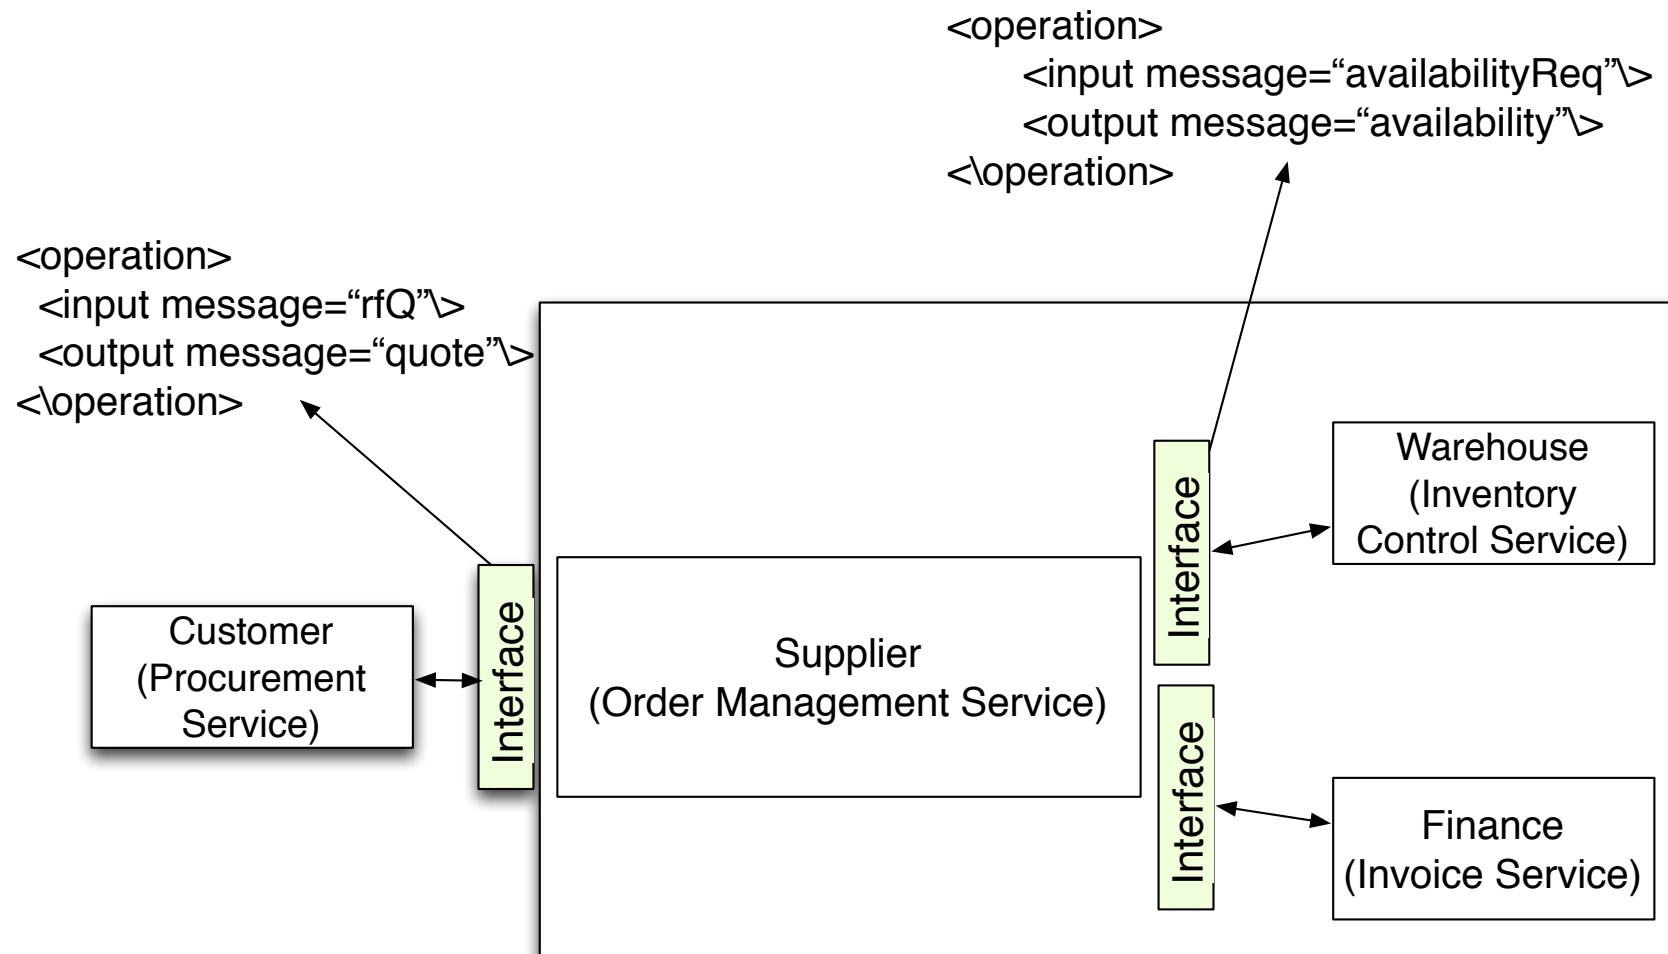 <operation>
<input message=“availabilityReq”\>
<output message=“availability”\>
<\operation>
<operation>
<input message=“rfQ”\>
<output message=“quote”\>
<\operation>
Customer
(Procurement
Service)
Interface
Supplier
(Order Management Service)
Interface
Warehouse
(Inventory
Control Service)
Interface
Finance
(Invoice Service)